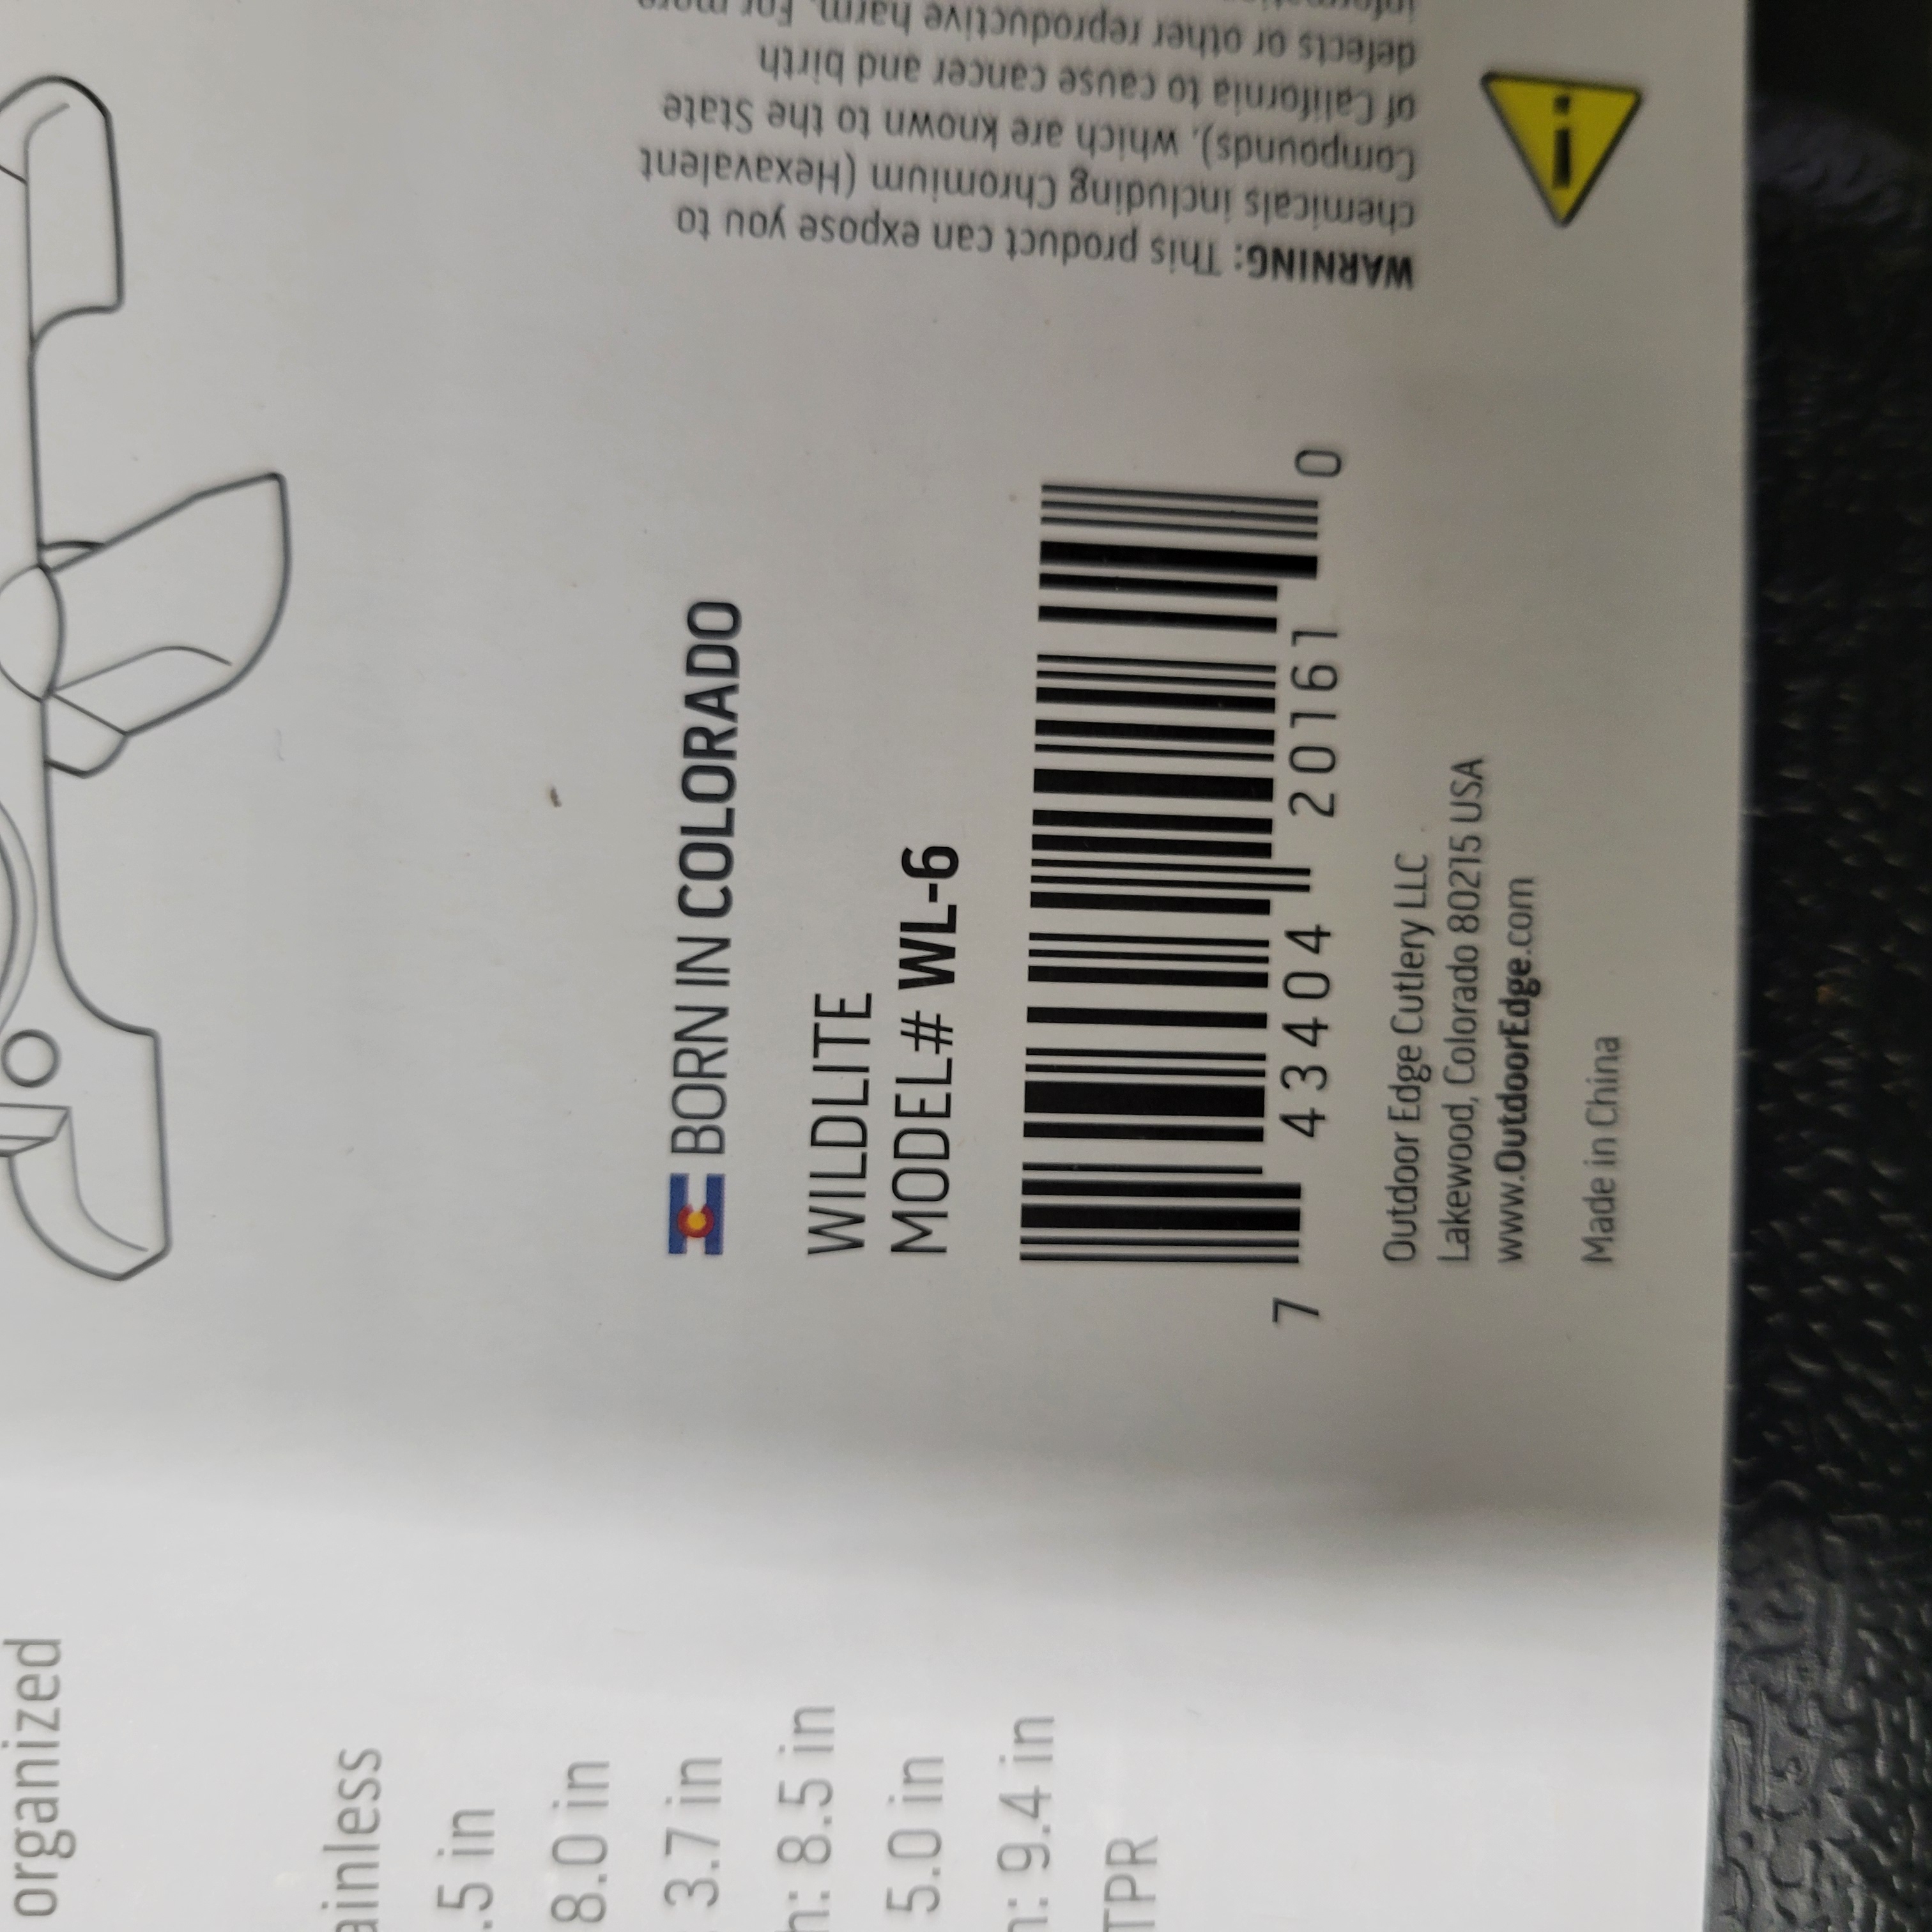 organized
.5 in
8.0 in
3.7 in
8.5 in
5.0 in
9.4 in
TPR
BORN IN COLORADO
WILDLITE
MODEL# WL-6
7 43404 20161 0
Outdoor Edge Cutlery LLC
Lakewood, Colorado 80215 USA
www.OutdoorEdge.com
Made in China
WARNING: This product can expose you to
chemicals including Chromium (Hexavalent
Compounds), which are known to the State
of California to cause cancer and birth
defects or other reproductive harm. For more